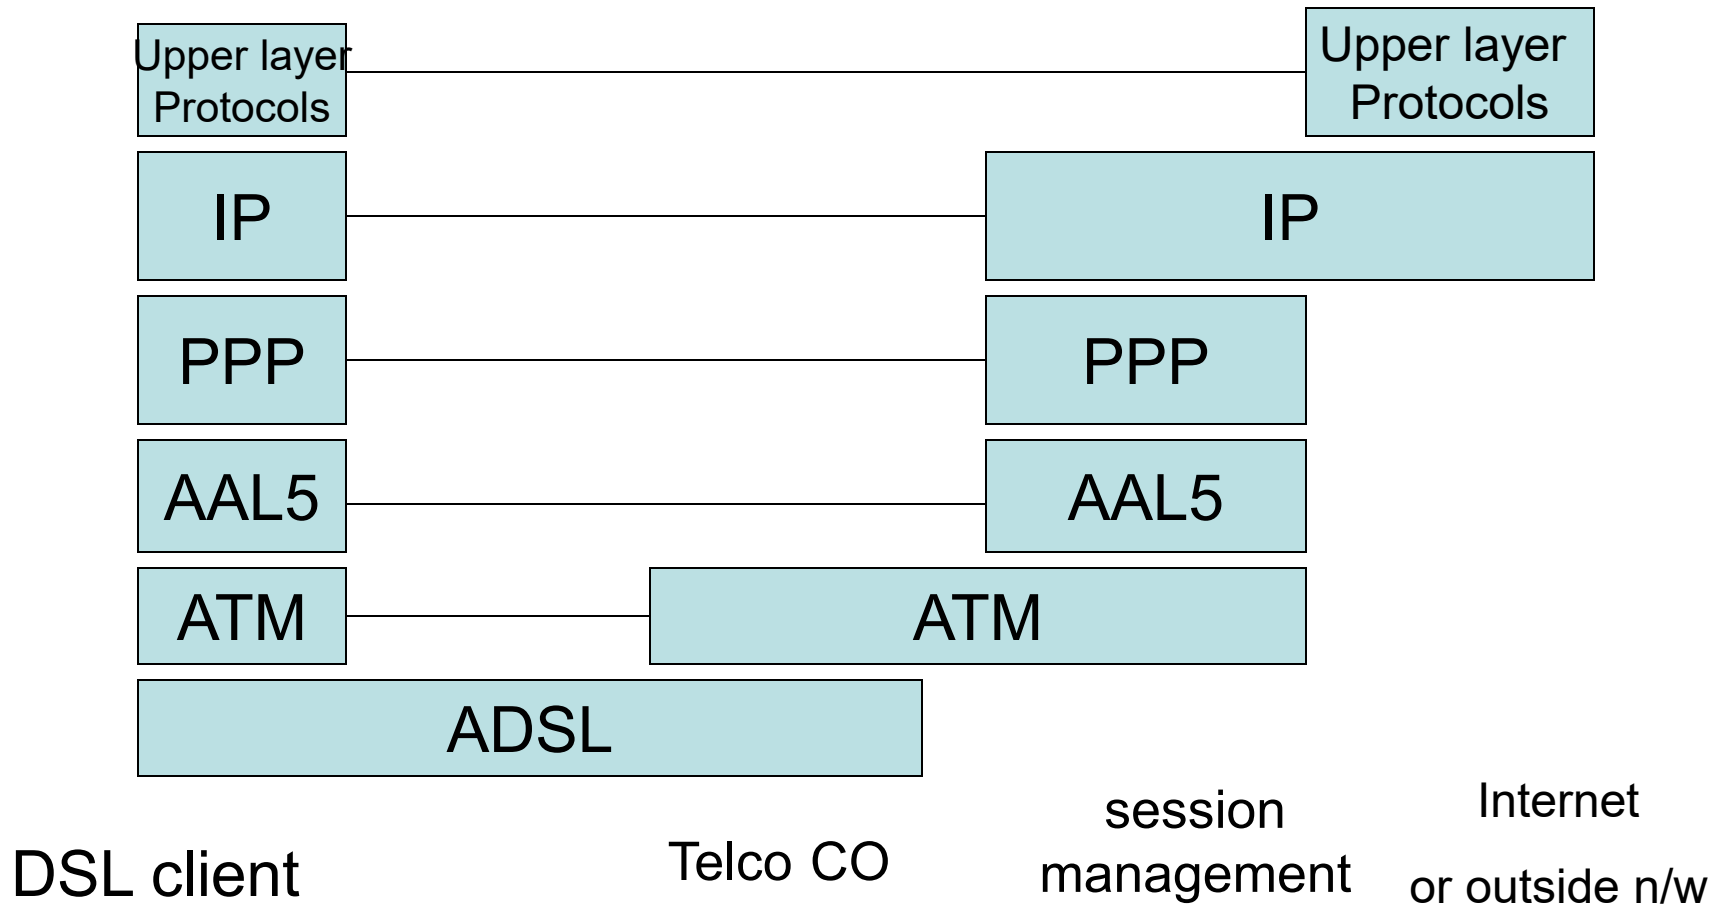 Upper layer
Protocols
Upper layer
Protocols
IP
IP
PPP
PPP
AAL5
AAL5
ATM
ATM
ADSL
DSL client
Telco CO
session
management
Internet
or outside n/w